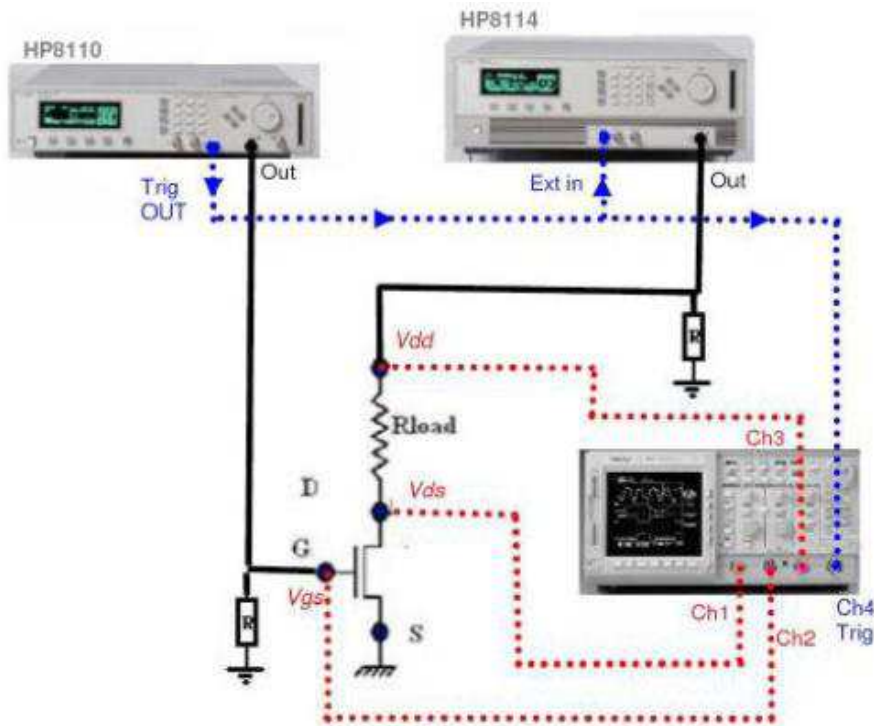 HP8110
HP8114
Out
Trig
OUT
Ext in
Out
R
Vdd
Rload
Ch3
D
Vds
G
Vgs
R
S
Ch1
Ch2
Ch4
Trig